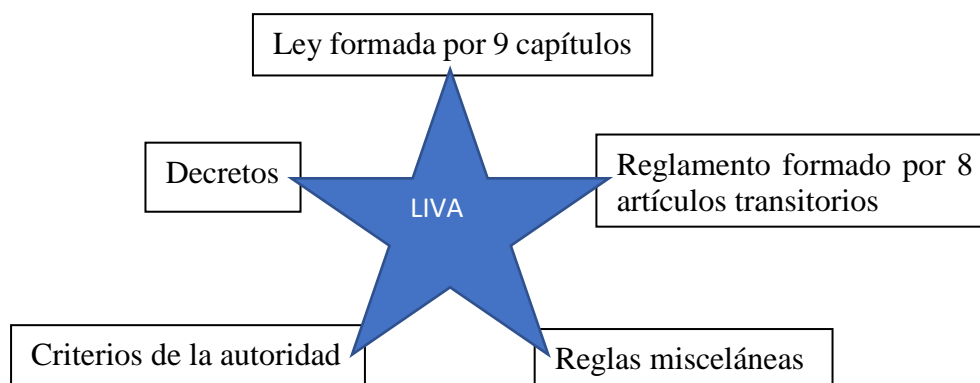 Ley formada por 9 capítulos
Decretos
Reglamento formado por 8
artículos transitorios
LIVA
Criterios de la autoridad
Reglas misceláneas